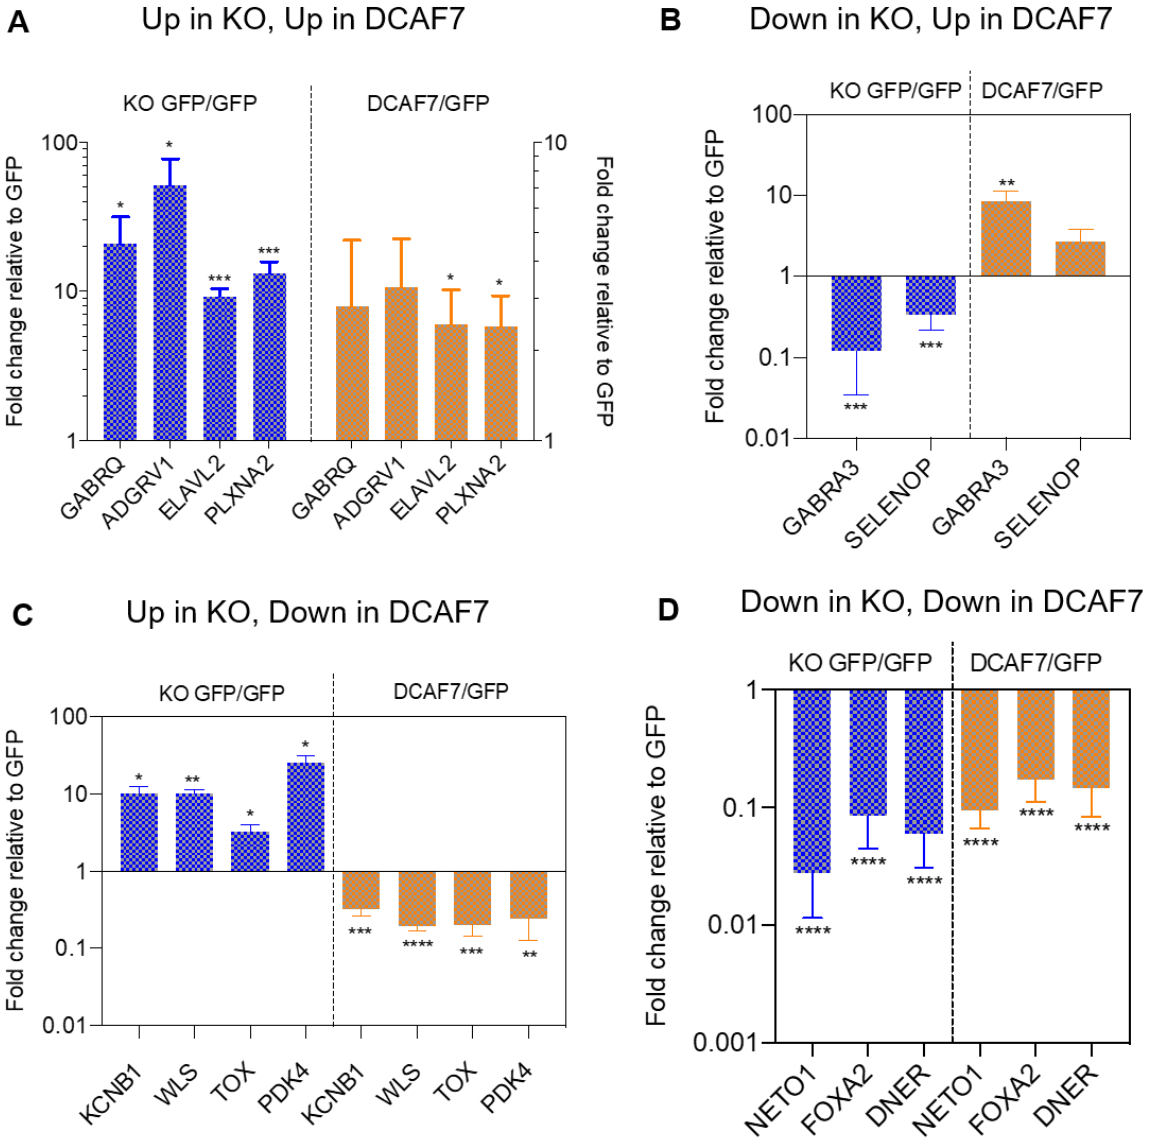 A
Up in KO, Up in DCAF7
KO GFP/GFP
DCAF7/GFP
Fold change relative to GFP
100
10
1
* * *** ***
* *
10
1
Fold change relative to GFP
GABRQ
ADGRV1
ELAVL2
PLXNA2
GABRQ
ADGRV1
ELAVL2
PLXNA2
B
Down in KO, Up in DCAF7
KO GFP/GFP
DCAF7/GFP
Fold change relative to GFP
100
10
1
0.1
0.01
*** ***
**
GABRA3
SELENOP
GABRA3
SELENOP
C
Up in KO, Down in DCAF7
KO GFP/GFP
DCAF7/GFP
Fold change relative to GFP
100
10
1
0.1
0.01
* ** * *
*** **** *** **
KCNB1
WLS
TOX
PDK4
KCNB1
WLS
TOX
PDK4
D
Down in KO, Down in DCAF7
KO GFP/GFP
DCAF7/GFP
Fold change relative to GFP
1
0.1
0.01
0.001
**** **** ****
**** **** ****
NETO1
FOXA2
DNER
NETO1
FOXA2
DNER